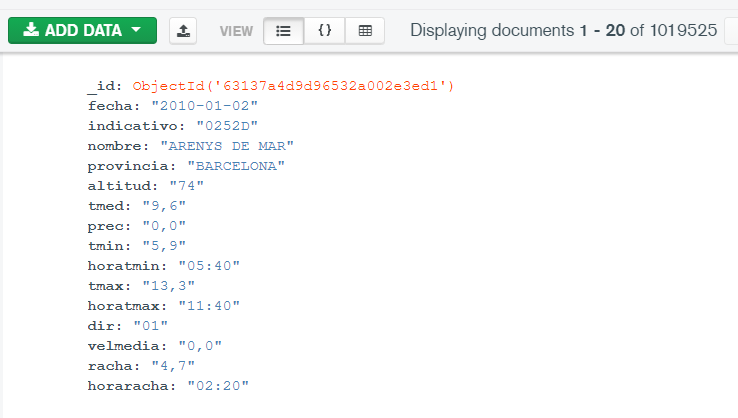 ADD DATA VIEW {} Displaying documents 1 - 20 of 1019525
_id: ObjectId('63137a4d9d96532a002e3ed1')
fecha: "2010-01-02"
indicativo: "0252D"
nombre: "ARENYS DE MAR"
provincia: "BARCELONA"
altitud: "74"
tmed: "9,6"
prec: "0,0"
tmin: "5,9"
horatmin: "05:40"
tmax: "13,3"
horatmax: "11:40"
dir: "01"
velmedia: "0,0"
racha: "4,7"
horaracha: "02:20"